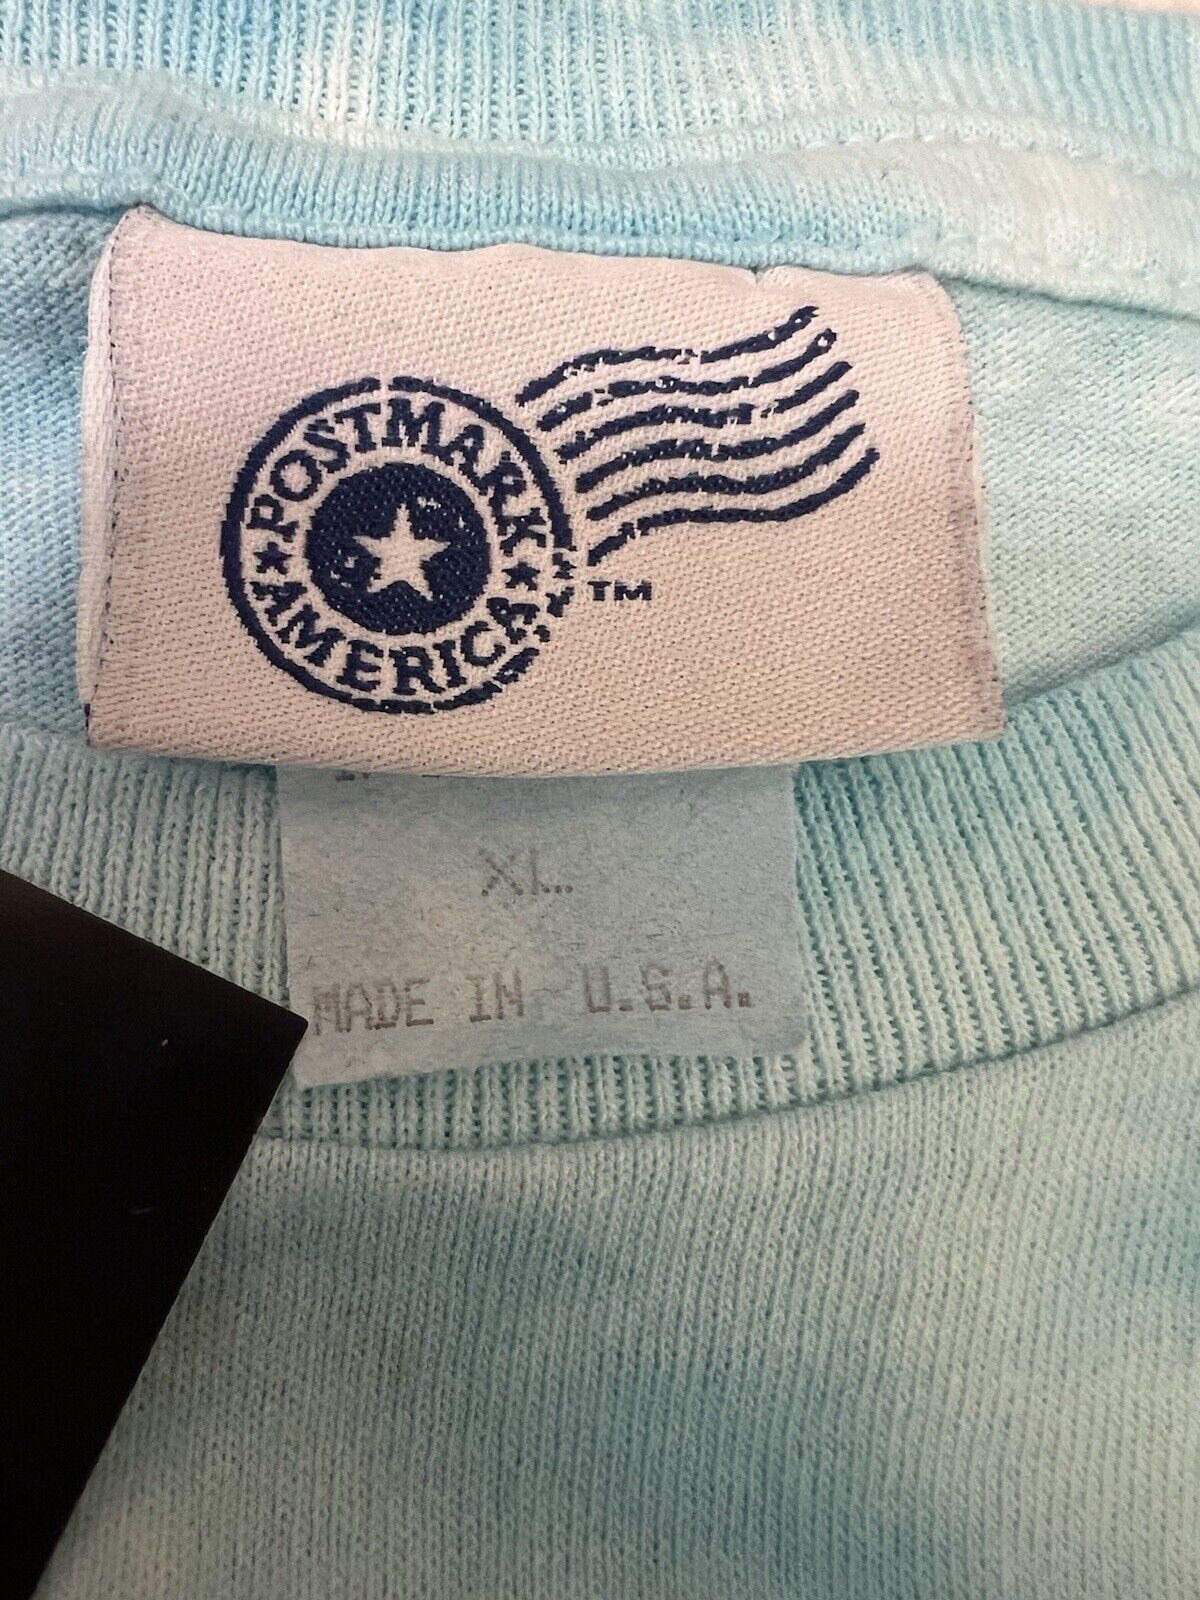 POSTMARK
AMERICA
TM
XL
MADE IN U.S.A.